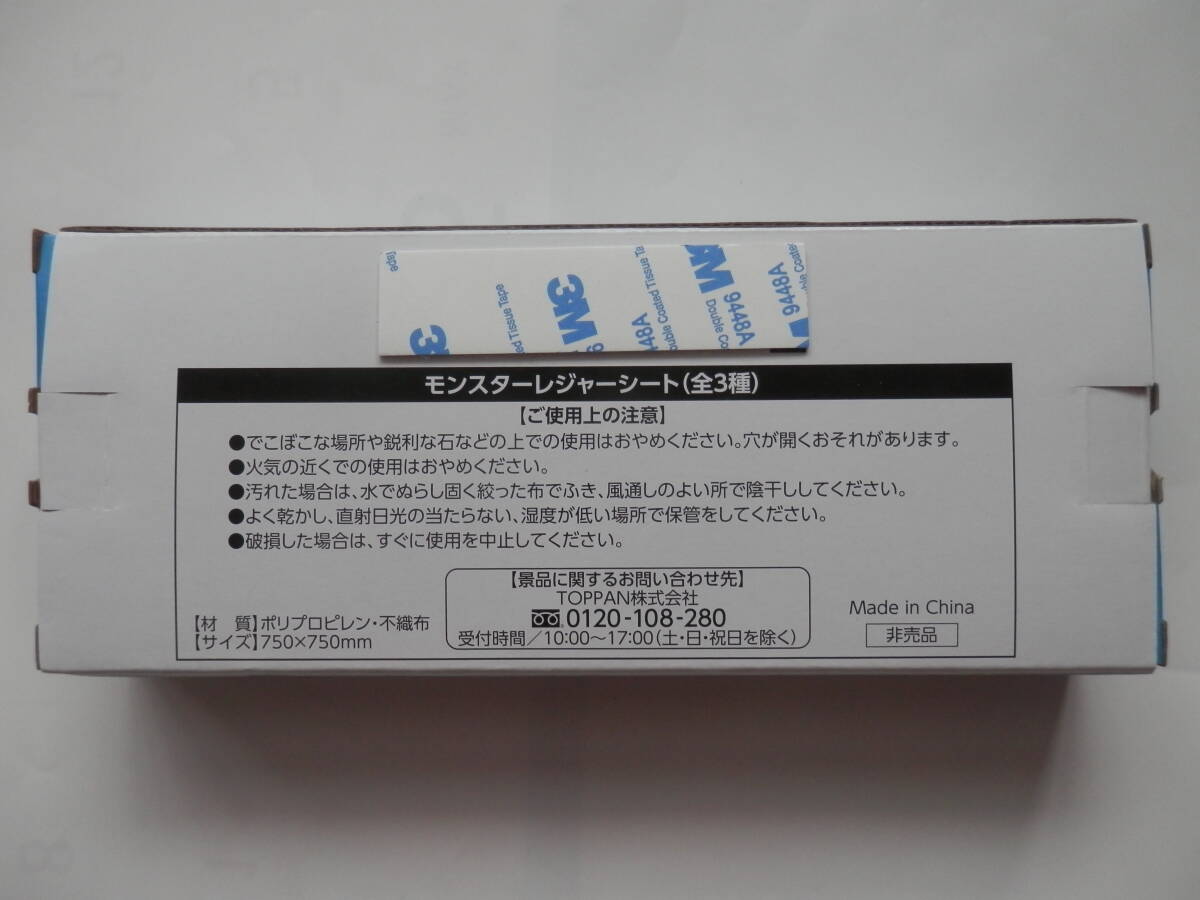 3M
ed Tissue Tape
3M
448A
uble Coated Tissue Ta
3M
9448A
Double Co
9448A
モンスターレジャーシート(全3種)
【ご使用上の注意】
●でこぼこな場所や鋭利な石などの上での使用はおやめください。穴が開くおそれがあります。
●火気の近くでの使用はおやめください。
●汚れた場合は、水でぬらし固く絞った布でふき、風通しのよい所で陰干ししてください。
●よく乾かし、直射日光の当たらない、湿度が低い場所で保管をしてください。
●破損した場合は、すぐに使用を中止してください。
【材 質】ポリプロピレン・不織布
【サイズ】750×750mm
【景品に関するお問い合わせ先】
TOPPAN株式会社
0120-108-280
受付時間/10:00〜17:00(土・日・祝日を除く)
Made in China
非売品